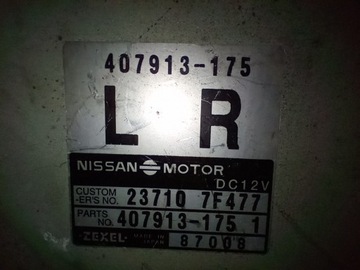 407913-175
L R
NISSAN MOTOR
DC12V
CUSTOM -ER'S NO. 23710 7F477
PARTS NO. 407913-175 1
ZEXEL MADE IN JAPAN 87008